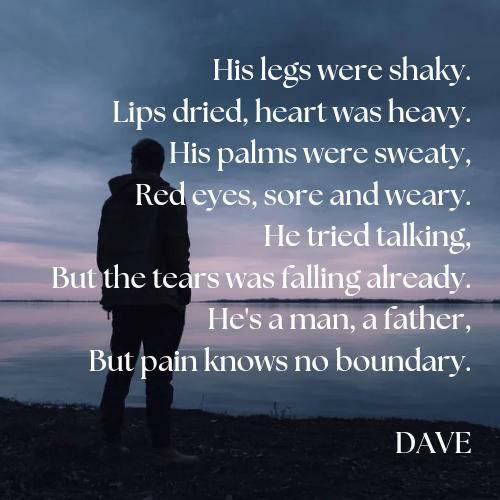 His legs were shaky.
Lips dried, heart was heavy.
His palms were sweaty,
Red eyes, sore and weary.
He tried talking,
But the tears was falling already.
He's a man, a father,
But pain knows no boundary.
DAVE